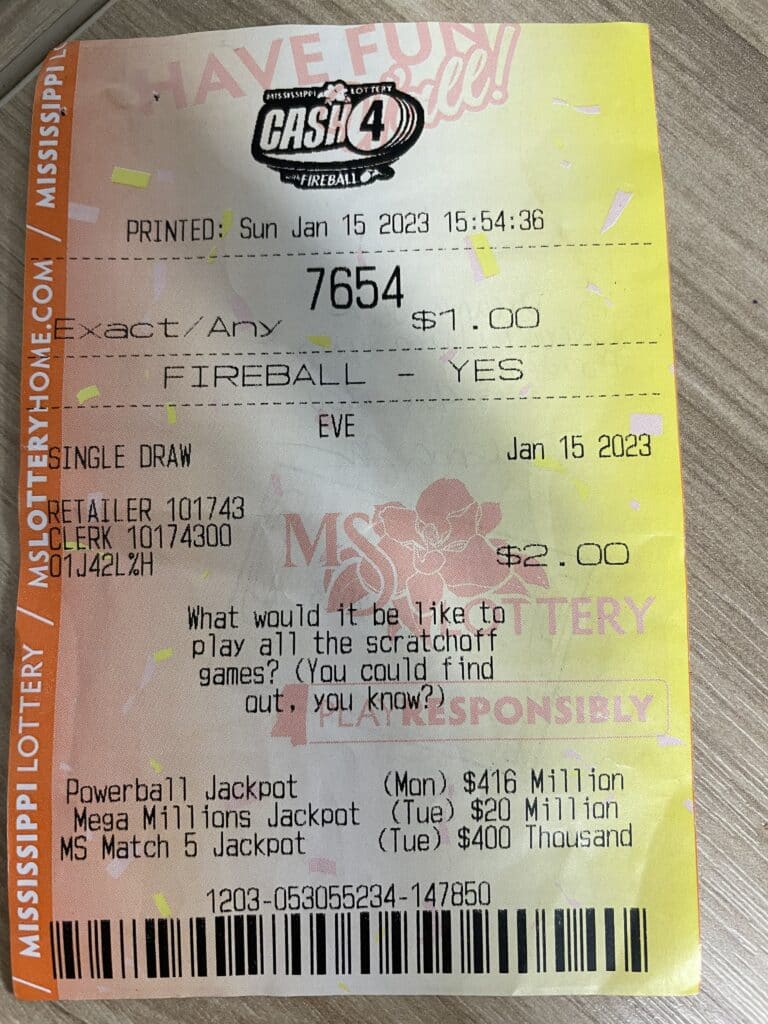 HAVE FUN
y'all!
MISSISSIPPI LOTTERY
CASH 4
with FIREBALL
PRINTED: Sun Jan 15 2023 15:54:36
7654
Exact/Any $1.00
FIREBALL - YES
EVE
SINGLE DRAW Jan 15 2023
RETAILER 101743
CLERK 10174300
01J42L%H
$2.00
MS LOTTERY
What would it be like to
play all the scratchoff
games? (You could find
out, you know?)
PLAY RESPONSIBLY
Powerball Jackpot (Mon) $416 Million
Mega Millions Jackpot (Tue) $20 Million
MS Match 5 Jackpot (Tue) $400 Thousand
1203-053055234-147850
/ MISSISSIPPI LOTTERY / MSLOTTERYHOME.COM / MISSISSIPPI LO